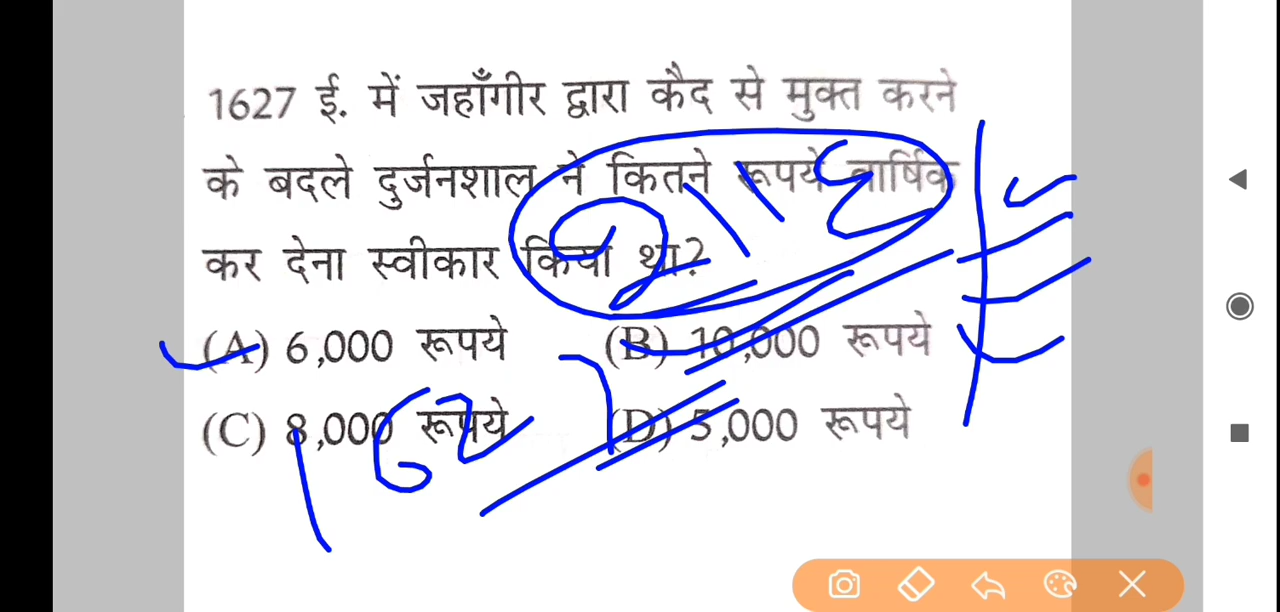 1627 ई. में जहाँगीर द्वारा कैद से मुक्त करने
के बदले दुर्जनशाल ने कितने रूपये वार्षिक
कर देना स्वीकार किया था?
(A) 6,000 रूपये (B) 10,000 रूपये
(C) 8,000 रूपये (D) 5,000 रूपये